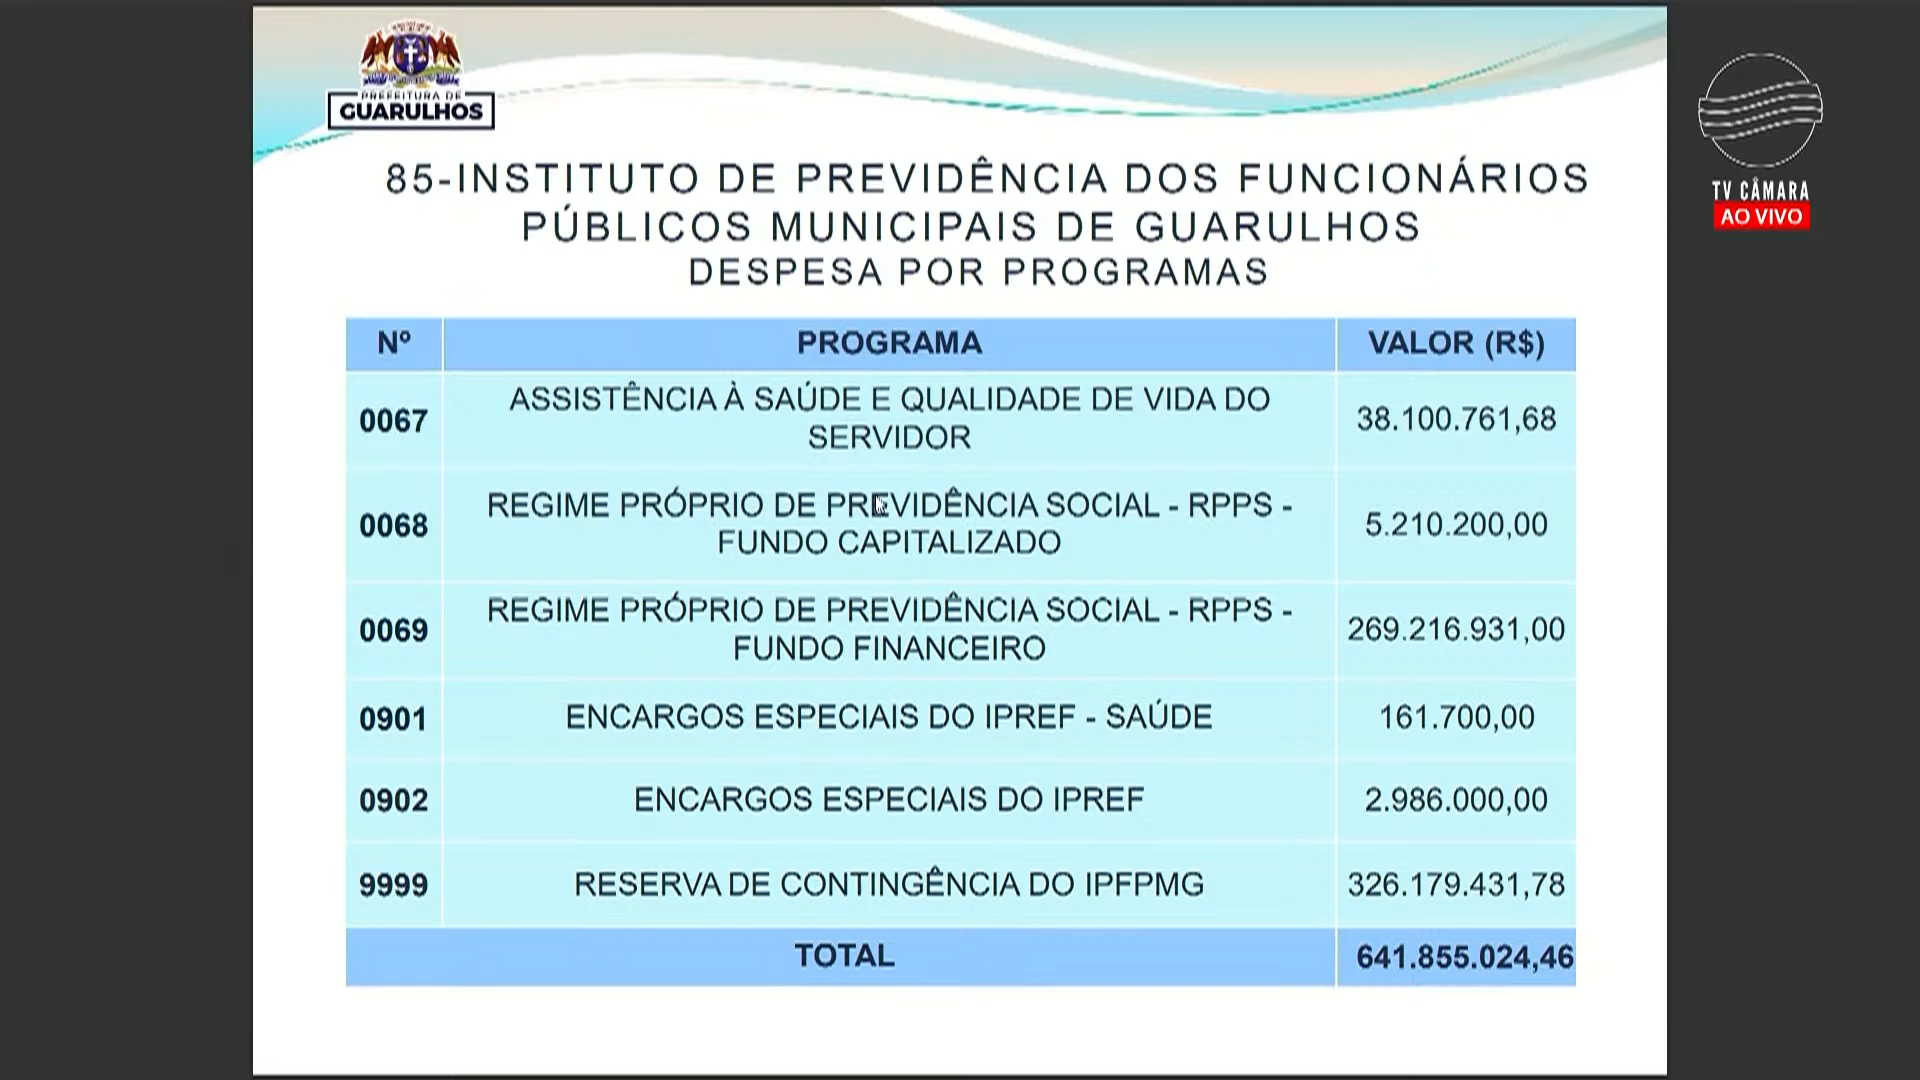 PREFEITURA DE
GUARULHOS
TV CÂMARA
AO VIVO
85-INSTITUTO DE PREVIDÊNCIA DOS FUNCIONÁRIOS
PÚBLICOS MUNICIPAIS DE GUARULHOS
DESPESA POR PROGRAMAS
Nº PROGRAMA VALOR (R$)
0067 ASSISTÊNCIA À SAÚDE E QUALIDADE DE VIDA DO
SERVIDOR 38.100.761,68
0068 REGIME PRÓPRIO DE PREVIDÊNCIA SOCIAL - RPPS -
FUNDO CAPITALIZADO 5.210.200,00
0069 REGIME PRÓPRIO DE PREVIDÊNCIA SOCIAL - RPPS -
FUNDO FINANCEIRO 269.216.931,00
0901 ENCARGOS ESPECIAIS DO IPREF - SAÚDE 161.700,00
0902 ENCARGOS ESPECIAIS DO IPREF 2.986.000,00
9999 RESERVA DE CONTINGÊNCIA DO IPFPMG 326.179.431,78
TOTAL 641.855.024,46